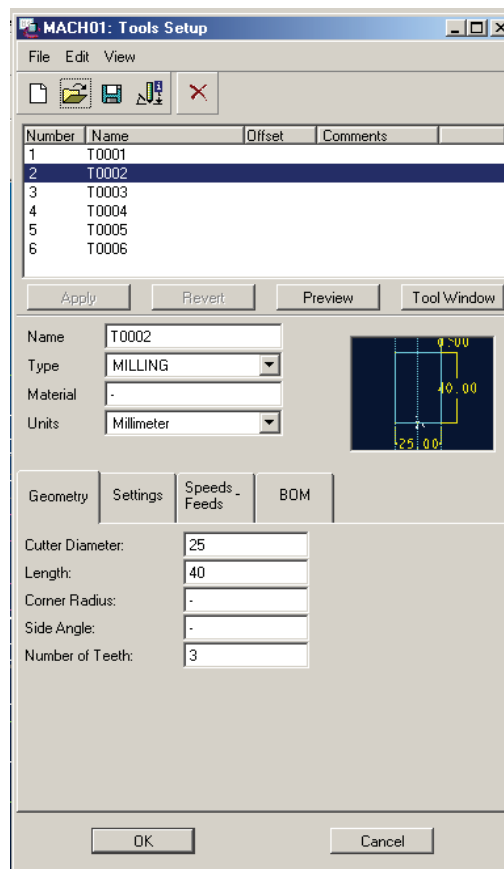 MACH01: Tools Setup
File Edit View
Number Name Offset Comments
1 T0001
2 T0002
3 T0003
4 T0004
5 T0005
6 T0006
Apply Revert Preview Tool Window
Name T0002
Type MILLING
Material -
Units Millimeter
40.00
25.00
Geometry Settings Speeds - Feeds BOM
Cutter Diameter: 25
Length: 40
Corner Radius: -
Side Angle: -
Number of Teeth: 3
OK Cancel